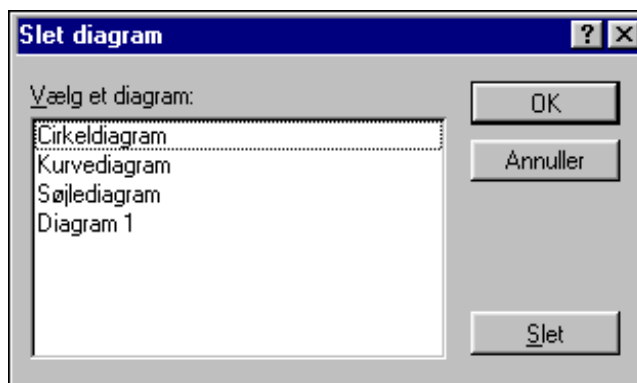 Slet diagram
Vælg et diagram:
Cirkeldiagram
Kurvediagram
Søjlediagram
Diagram 1
OK
Annuller
Slet